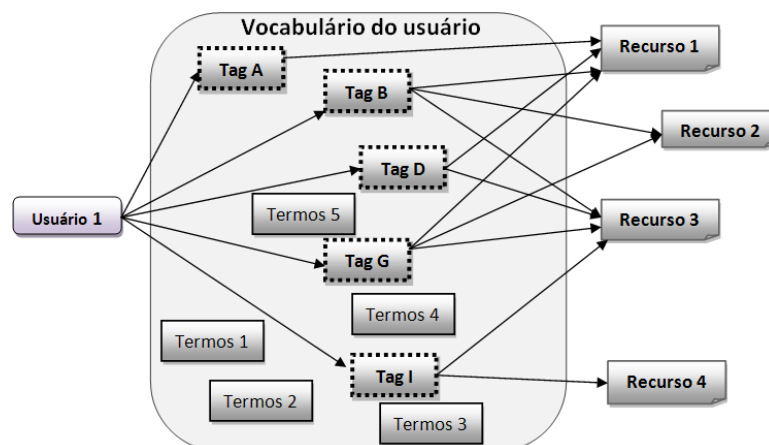 Vocabulário do usuário
Recurso 1
Tag A
Tag B
Recurso 2
Tag D
Termos 5
Usuário 1
Recurso 3
Tag G
Termos 4
Termos 1
Tag I
Recurso 4
Termos 2
Termos 3